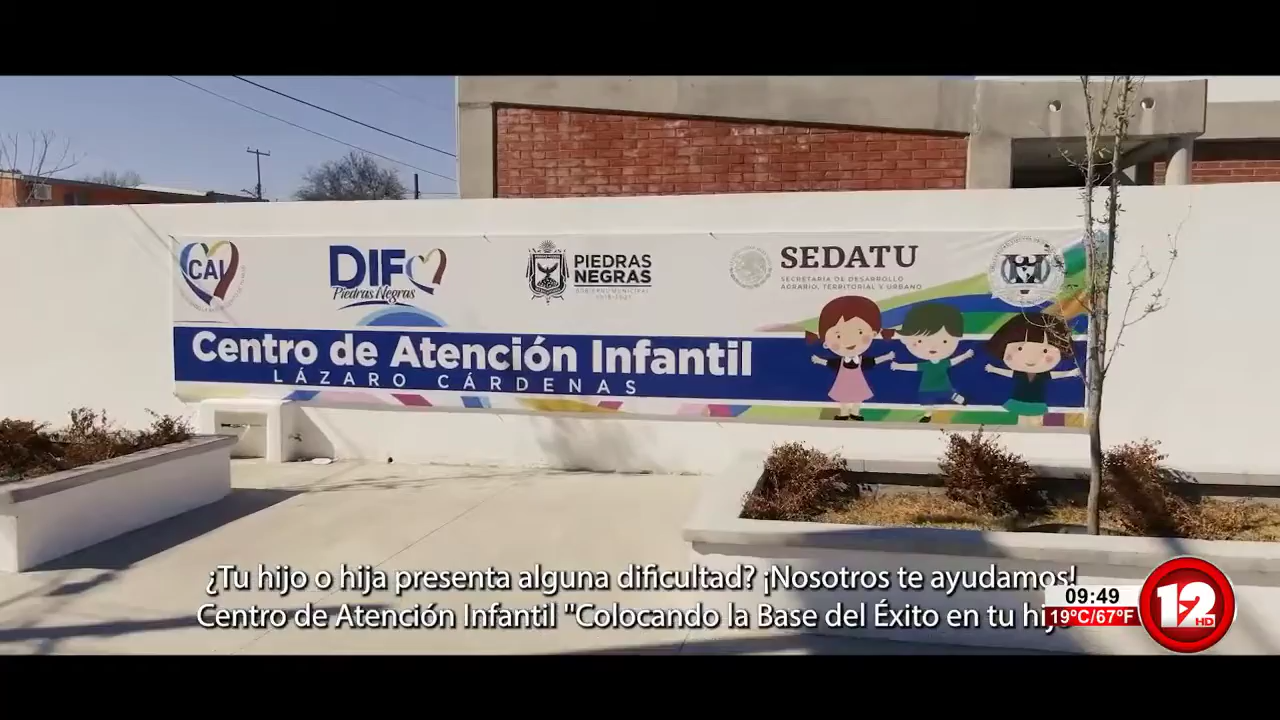 CAI
DIF
Piedras Negras
PIEDRAS
NEGRAS
SEDATU
SECRETARÍA DE DESARROLLO
AGRARIO, TERRITORIAL Y URBANO
Centro de Atención Infantil
LÁZARO CÁRDENAS
¿Tu hijo o hija presenta alguna dificultad? ¡Nosotros te ayudamos!
Centro de Atención Infantil "Colocando la Base del Éxito en tu hij
09:49
19°C/67°F
12
HD